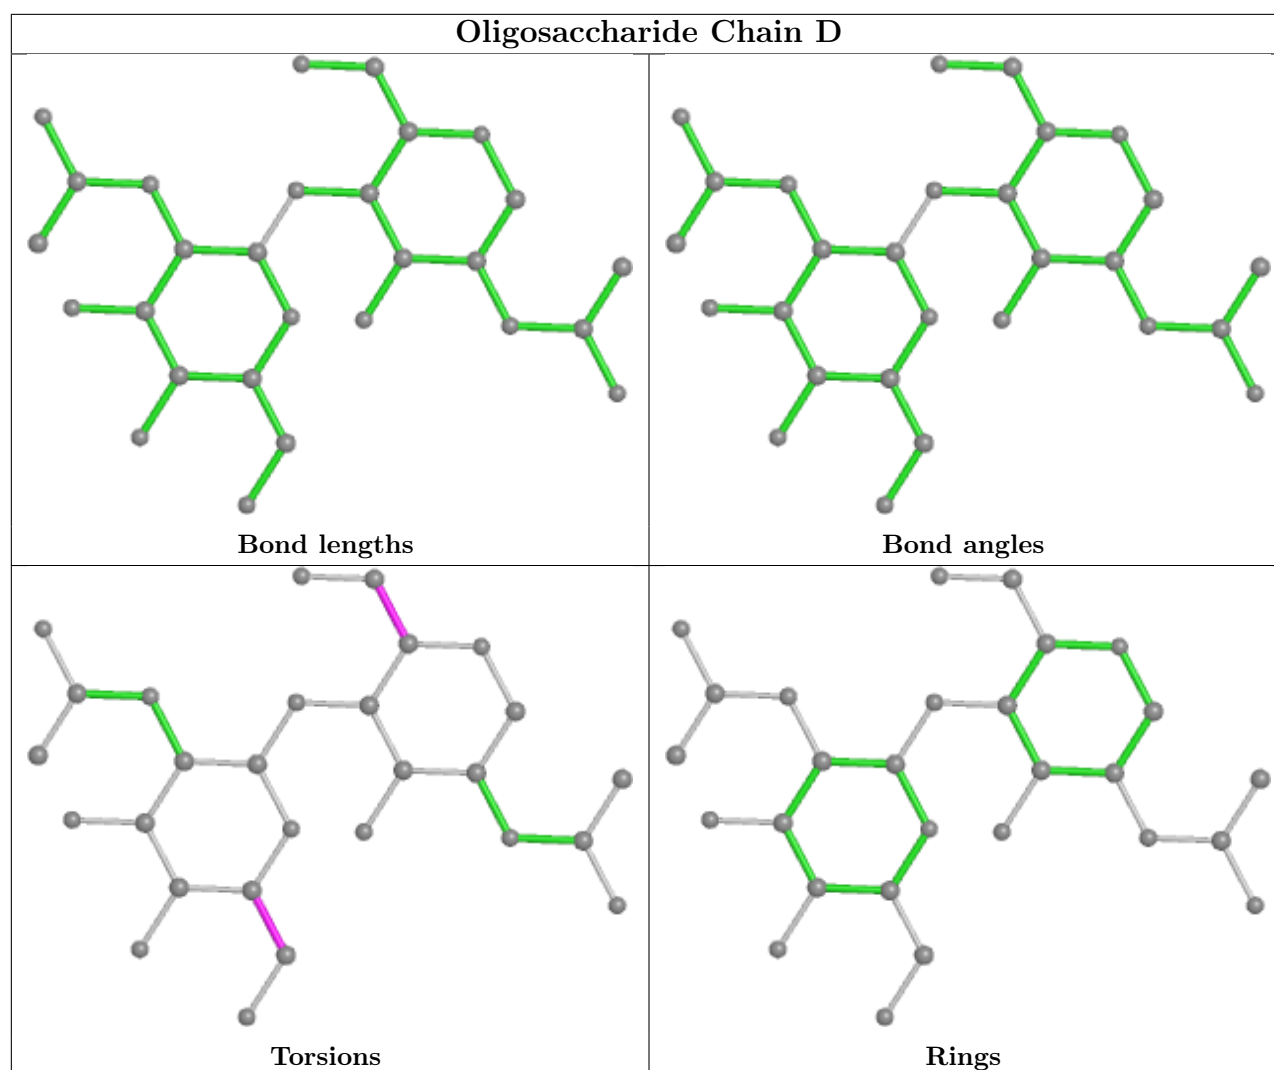 Oligosaccharide Chain D
Bond lengths
Bond angles
Torsions
Rings